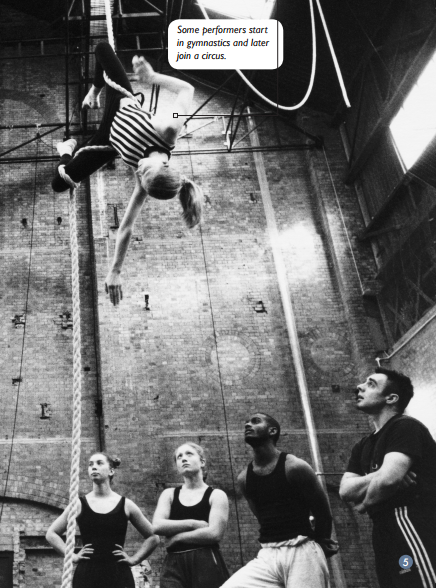 Some performers start
in gymnastics and later
join a circus.
5